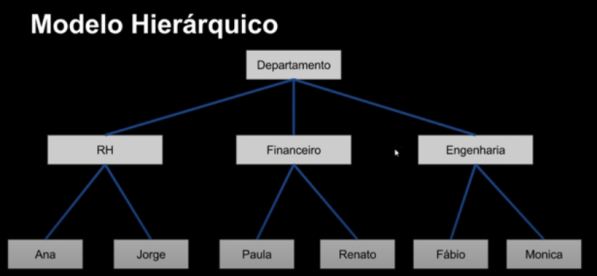 Modelo Hierárquico
Departamento
RH
Financeiro
Engenharia
Ana
Jorge
Paula
Renato
Fábio
Monica